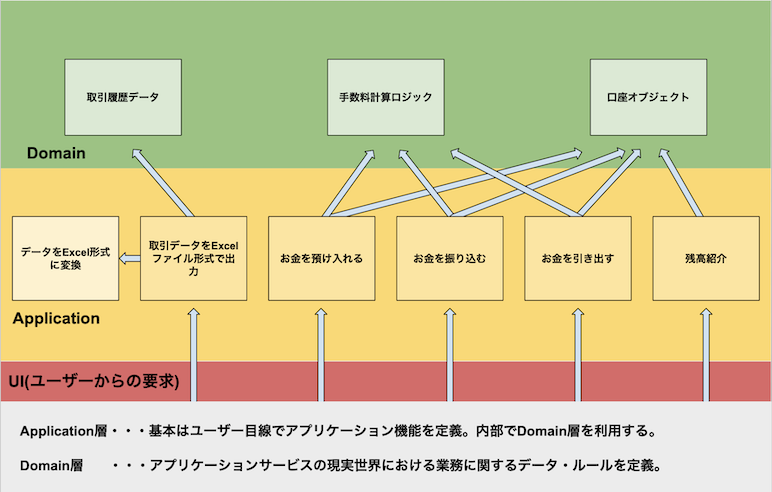 取引履歴データ
手数料計算ロジック
口座オブジェクト
Domain
データをExcel形式
に変換
取引データをExcel
ファイル形式で出
力
お金を預け入れる
お金を振り込む
お金を引き出す
残高紹介
Application
UI(ユーザーからの要求)
Application層・・・基本はユーザー目線でアプリケーション機能を定義。内部でDomain層を利用する。
Domain層　　・・・アプリケーションサービスの現実世界における業務に関するデータ・ルールを定義。